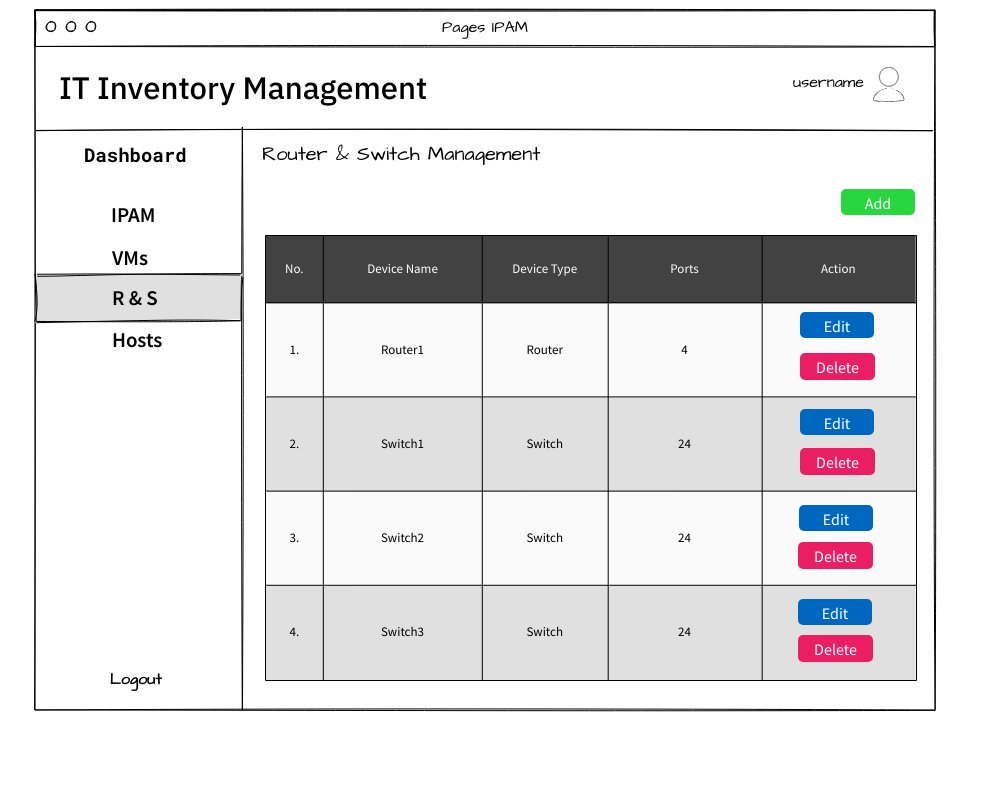 Pages IPAM
IT Inventory Management
username
Dashboard
IPAM
VMs
R & S
Hosts
Logout
Router & Switch Management
Add
No. Device Name Device Type Ports Action
1. Router1 Router 4 Edit Delete
2. Switch1 Switch 24 Edit Delete
3. Switch2 Switch 24 Edit Delete
4. Switch3 Switch 24 Edit Delete